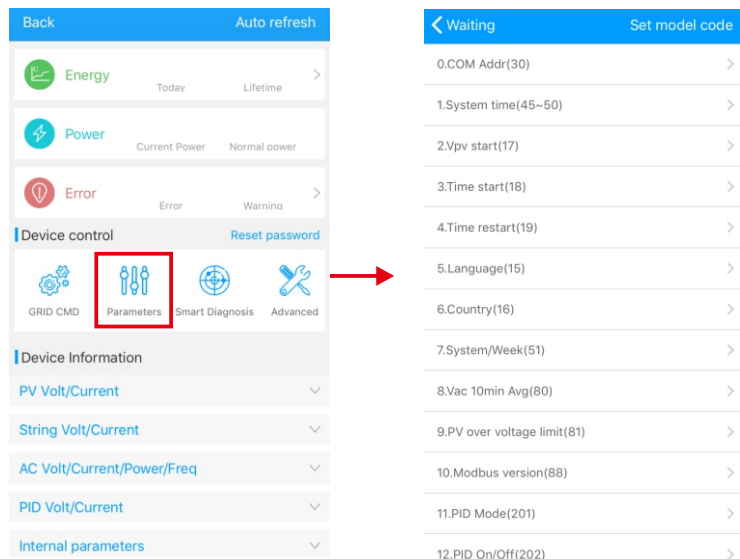 Back Auto refresh
Energy
Today Lifetime
Power
Current Power Normal power
Error
Error Warning
Device control Reset password
GRID CMD Parameters Smart Diagnosis Advanced
Device Information
PV Volt/Current
String Volt/Current
AC Volt/Current/Power/Freq
PID Volt/Current
Internal parameters
Waiting Set model code
0.COM Addr(30)
1.System time(45~50)
2.Vpv start(17)
3.Time start(18)
4.Time restart(19)
5.Language(15)
6.Country(16)
7.System/Week(51)
8.Vac 10min Avg(80)
9.PV over voltage limit(81)
10.Modbus version(88)
11.PID Mode(201)
12.PID On/Off(202)